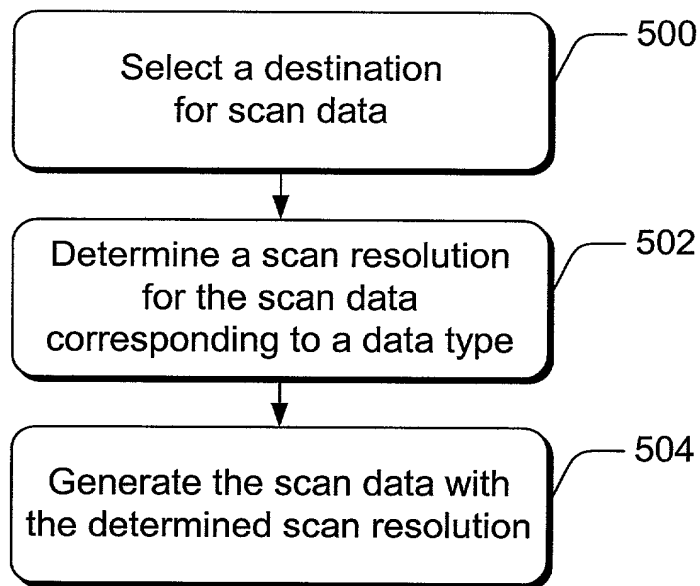 500
Select a destination
for scan data
502
Determine a scan resolution
for the scan data
corresponding to a data type
504
Generate the scan data with
the determined scan resolution